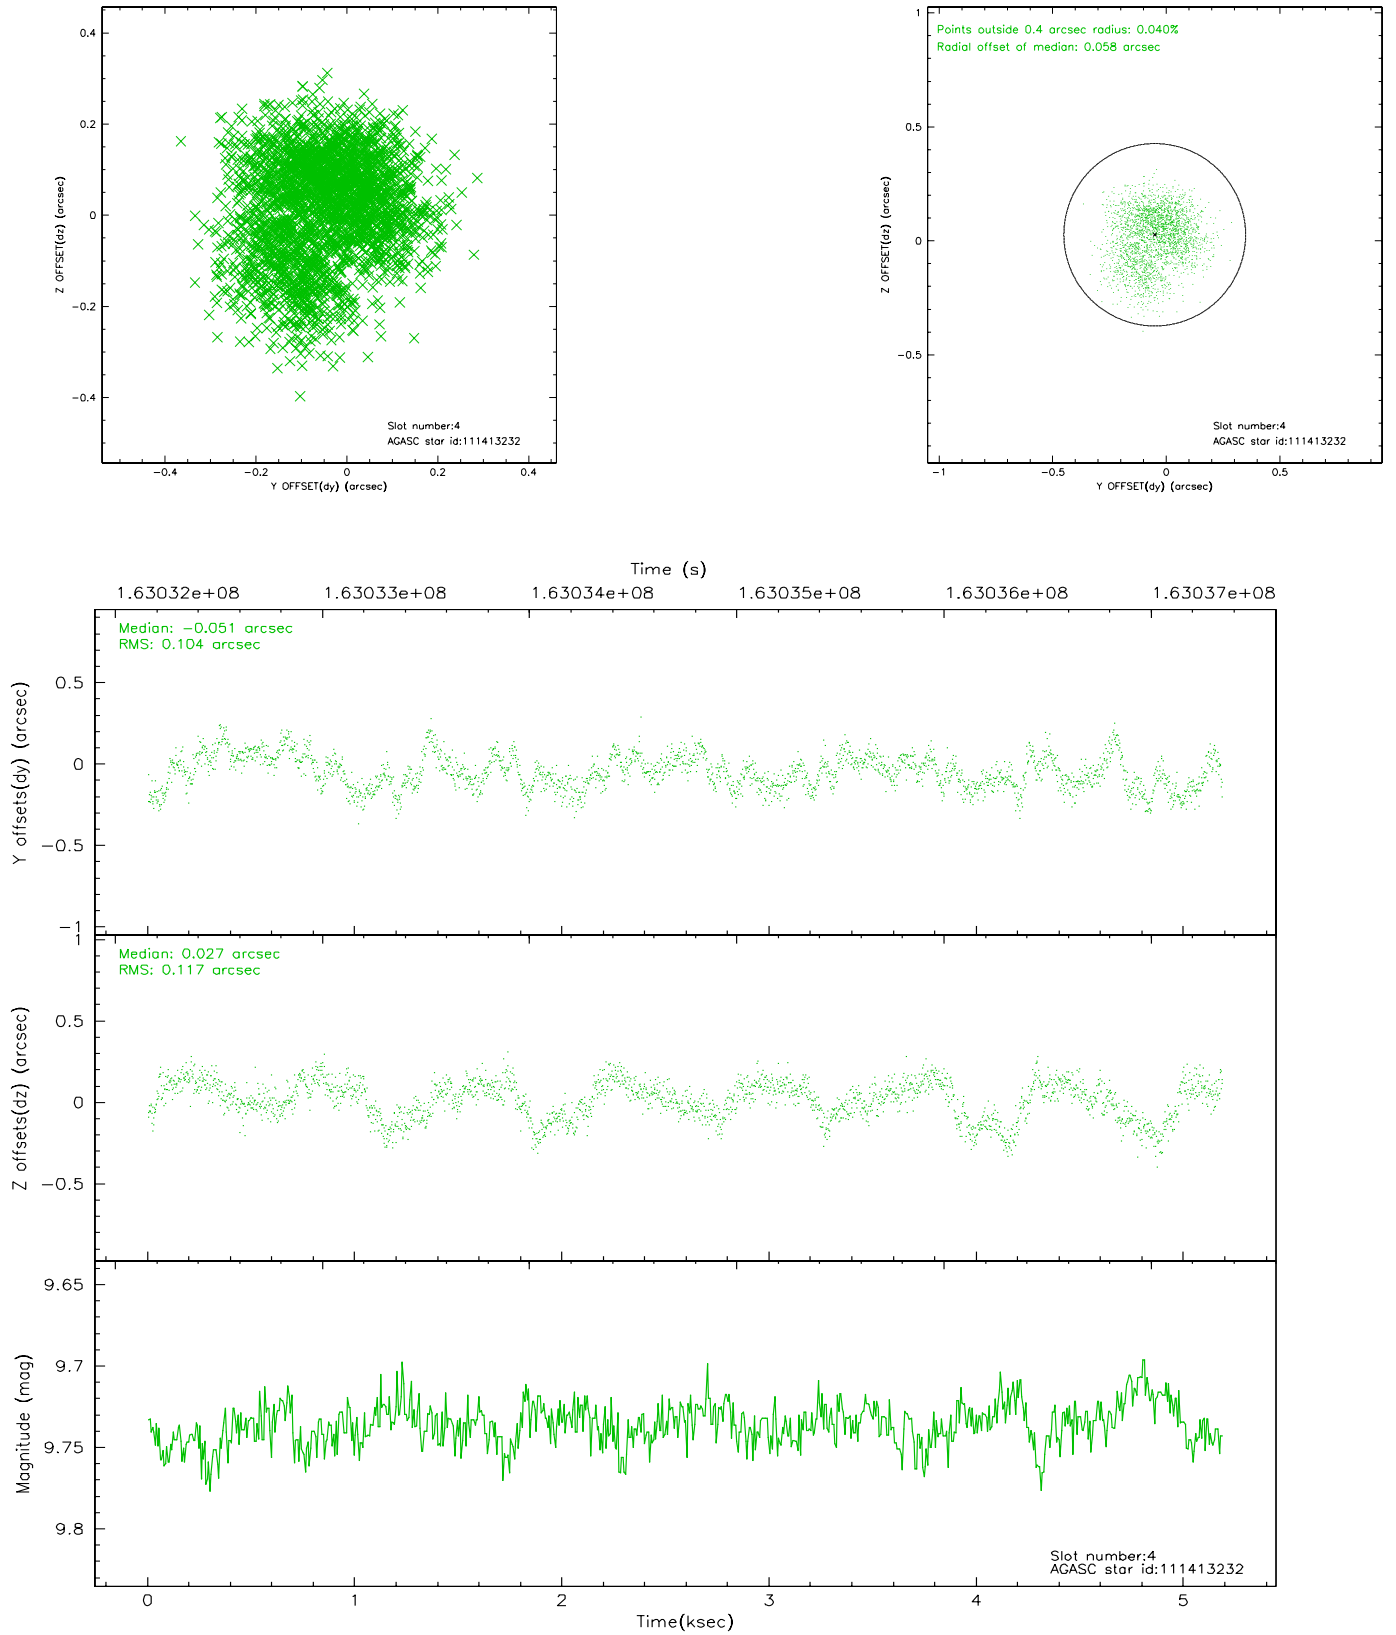 0.4
0.2
0
−0.2
−0.4
Z OFFSET(dz) (arcsec)
Slot number:4
AGASC star id:111413232
−0.4 −0.2 0 0.2 0.4
Y OFFSET(dy) (arcsec)
Points outside 0.4 arcsec radius: 0.040%
Radial offset of median: 0.058 arcsec
1
0.5
0
−0.5
Z OFFSET(dz) (arcsec)
Slot number:4
AGASC star id:111413232
−1 −0.5 0 0.5
Y OFFSET(dy) (arcsec)
Time (s)
1.63032e+08 1.63033e+08 1.63034e+08 1.63035e+08 1.63036e+08 1.63037e+08
Median: −0.051 arcsec
RMS: 0.104 arcsec
0.5
0
−0.5
−1
Y offsets(dy) (arcsec)
Median: 0.027 arcsec
RMS: 0.117 arcsec
1
0.5
0
−0.5
Z offsets(dz) (arcsec)
9.65
9.7
9.75
9.8
Magnitude (mag)
Slot number:4
AGASC star id:111413232
0 1 2 3 4 5
Time(ksec)